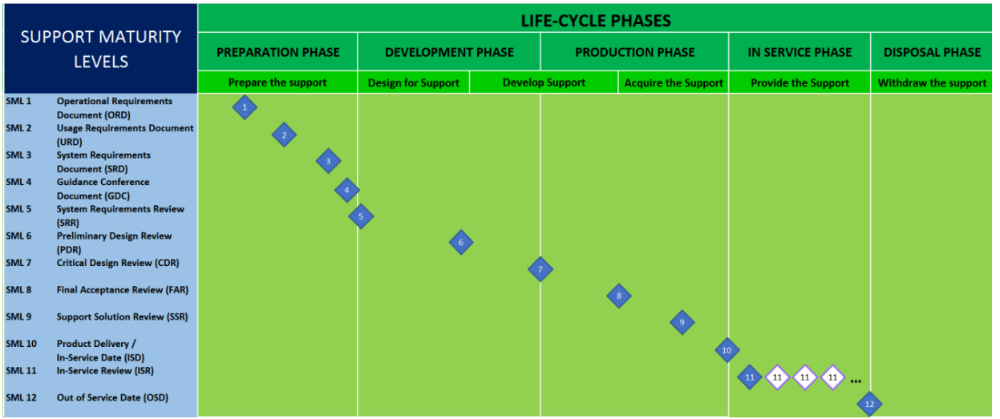 SUPPORT MATURITY
LEVELS
LIFE-CYCLE PHASES
PREPARATION PHASE
DEVELOPMENT PHASE
PRODUCTION PHASE
IN SERVICE PHASE
DISPOSAL PHASE
Prepare the support
Design for Support
Develop Support
Acquire the Support
Provide the Support
Withdraw the support
SML 1 Operational Requirements
Document (ORD)
1
SML 2 Usage Requirements Document
(URD)
2
SML 3 System Requirements
Document (SRD)
3
SML 4 Guidance Conference
Document (GDC)
4
SML 5 System Requirements Review
(SRR)
5
SML 6 Preliminary Design Review
(PDR)
6
SML 7 Critical Design Review (CDR)
7
SML 8 Final Acceptance Review (FAR)
8
SML 9 Support Solution Review (SSR)
9
SML 10 Product Delivery /
In-Service Date (ISD)
10
SML 11 In-Service Review (ISR)
11 11 11 11 ...
SML 12 Out of Service Date (OSD)
12